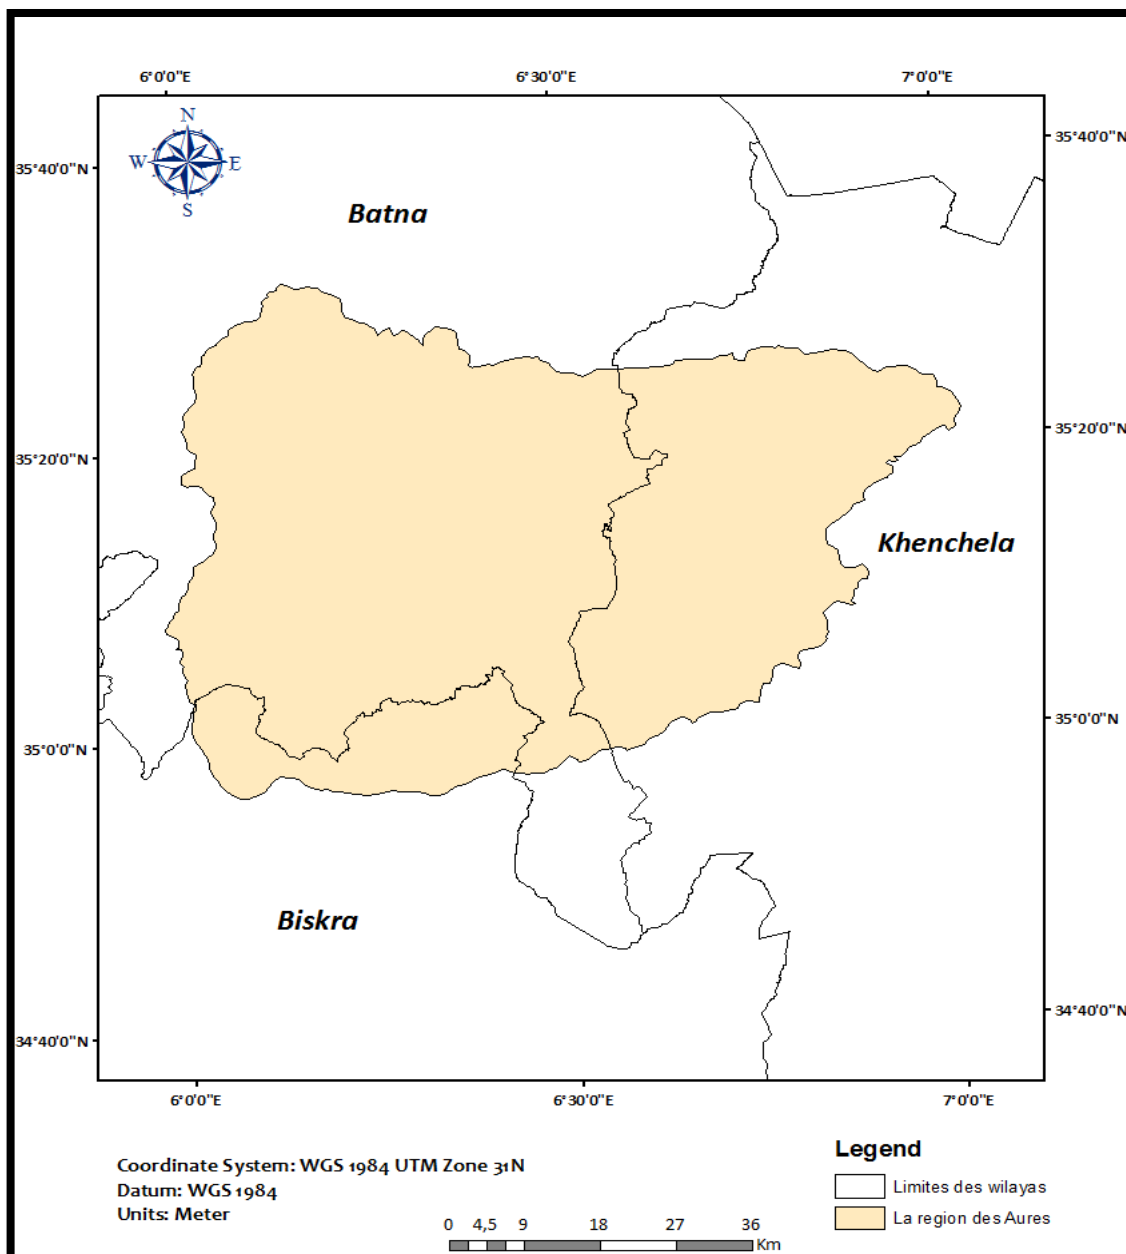 6°0'0"E 6°30'0"E 7°0'0"E
N
W E
S
35°40'0"N 35°40'0"N
Batna
35°20'0"N 35°20'0"N
Khenchela
35°0'0"N 35°0'0"N
Biskra
34°40'0"N 34°40'0"N
6°0'0"E 6°30'0"E 7°0'0"E
Coordinate System: WGS 1984 UTM Zone 31N
Datum: WGS 1984
Units: Meter
0 4,5 9 18 27 36
Km
Legend
Limites des wilayas
La region des Aures